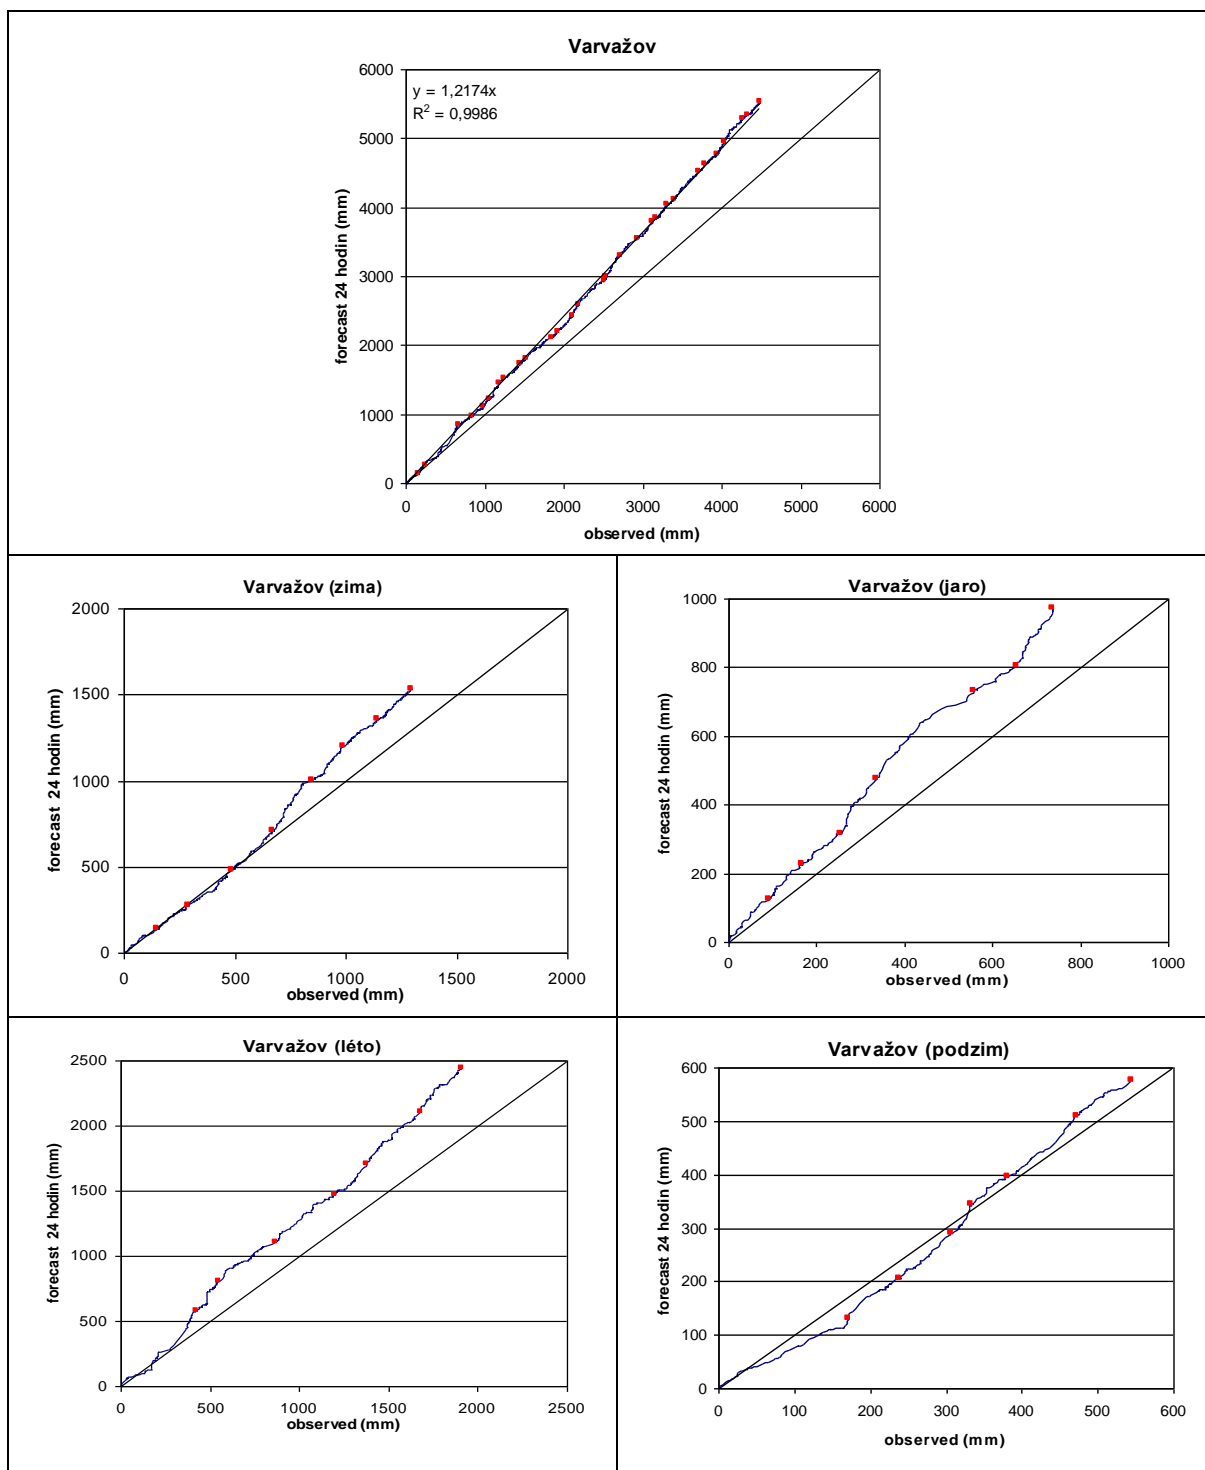 Varvažov
y = 1,2174x
R² = 0,9986
6000
5000
4000
3000
2000
1000
0
forecast 24 hodin (mm)
0 1000 2000 3000 4000 5000 6000
observed (mm)
Varvažov (zima)
2000
1500
1000
500
0
forecast 24 hodin (mm)
0 500 1000 1500 2000
observed (mm)
Varvažov (jaro)
1000
800
600
400
200
0
forecast 24 hodin (mm)
0 200 400 600 800 1000
observed (mm)
Varvažov (léto)
2500
2000
1500
1000
500
0
forecast 24 hodin (mm)
0 500 1000 1500 2000 2500
observed (mm)
Varvažov (podzim)
600
500
400
300
200
100
0
forecast 24 hodin (mm)
0 100 200 300 400 500 600
observed (mm)